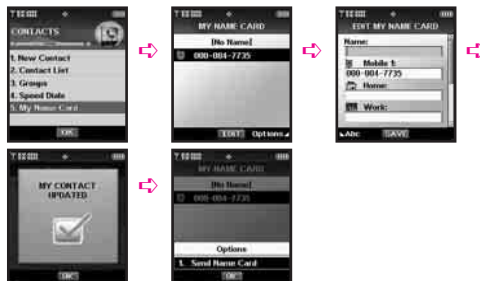 CONTACTS
1. New Contact
2. Contact List
3. Groups
4. Speed Dials
5. My Name Card
OK
MY NAME CARD
[No Name]
000-004-7735
EDIT Options
EDIT MY NAME CARD
Name:
Mobile 1:
000-004-7735
Home:
Work:
Abc SAVE
MY CONTACT
UPDATED
MY NAME CARD
[No Name]
000-004-7735
Options
1. Send Name Card
OK